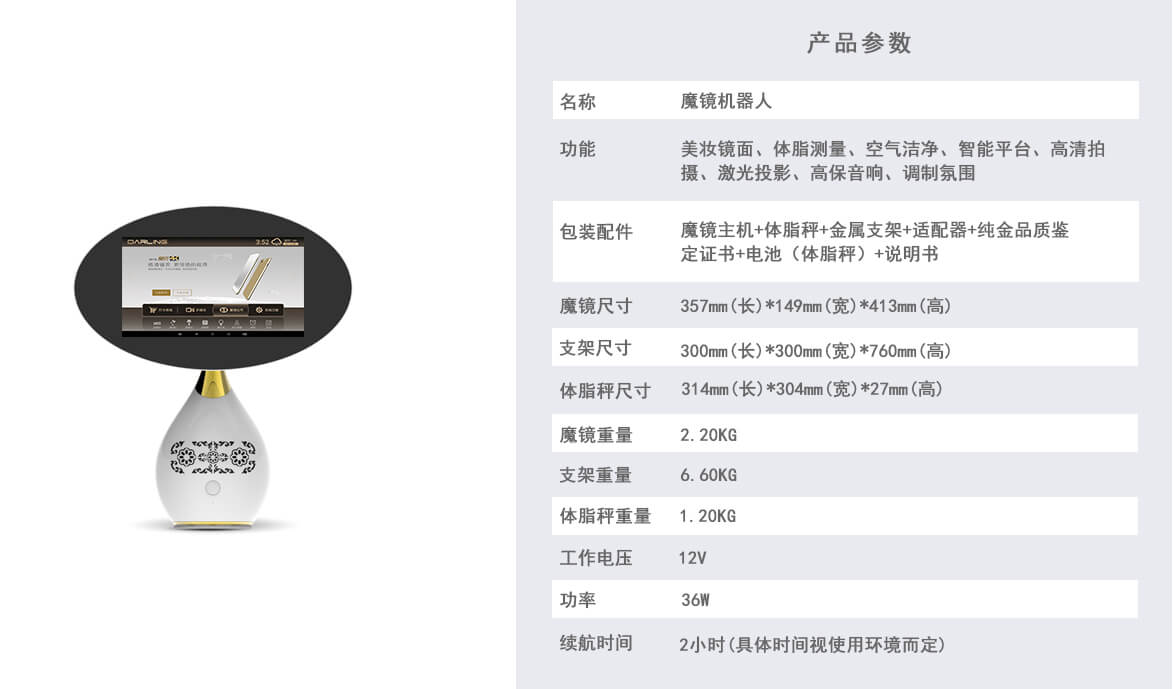 DARLING
3:52
产品参数
名称 魔镜机器人
功能 美妆镜面、体脂测量、空气洁净、智能平台、高清拍
摄、激光投影、高保音响、调制氛围
包装配件 魔镜主机+体脂秤+金属支架+适配器+纯金品质鉴
定证书+电池（体脂秤）+说明书
魔镜尺寸 357mm(长)*149mm(宽)*413mm(高)
支架尺寸 300mm(长)*300mm(宽)*760mm(高)
体脂秤尺寸 314mm(长)*304mm(宽)*27mm(高)
魔镜重量 2.20KG
支架重量 6.60KG
体脂秤重量 1.20KG
工作电压 12V
功率 36W
续航时间 2小时(具体时间视使用环境而定)